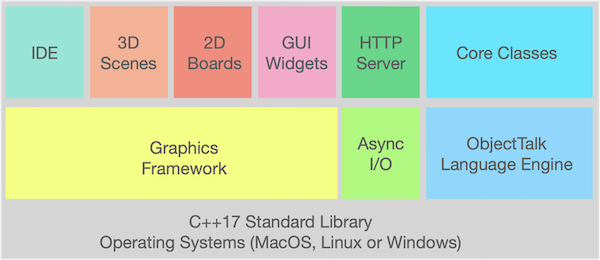 IDE
3D
Scenes
2D
Boards
GUI
Widgets
HTTP
Server
Core Classes
Graphics
Framework
Async
I/O
ObjectTalk
Language Engine
C++17 Standard Library
Operating Systems (MacOS, Linux or Windows)